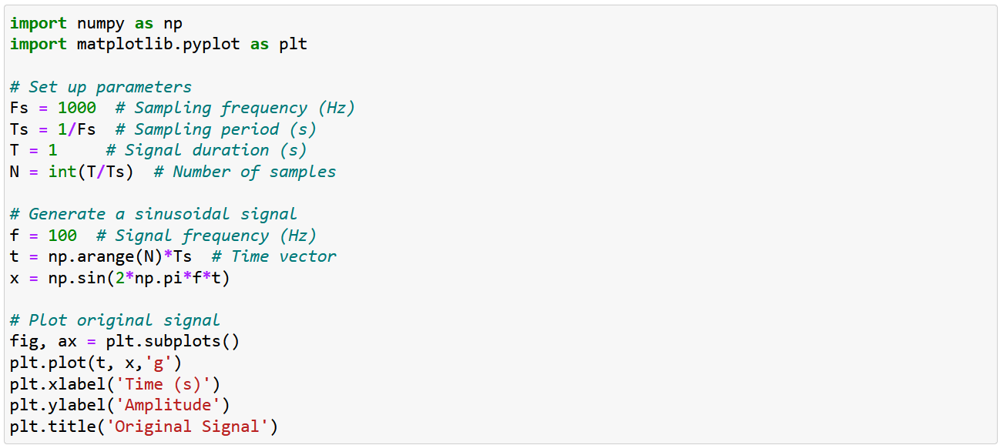 import numpy as np
import matplotlib.pyplot as plt

# Set up parameters
Fs = 1000  # Sampling frequency (Hz)
Ts = 1/Fs  # Sampling period (s)
T = 1     # Signal duration (s)
N = int(T/Ts)  # Number of samples

# Generate a sinusoidal signal
f = 100  # Signal frequency (Hz)
t = np.arange(N)*Ts  # Time vector
x = np.sin(2*np.pi*f*t)

# Plot original signal
fig, ax = plt.subplots()
plt.plot(t, x,'g')
plt.xlabel('Time (s)')
plt.ylabel('Amplitude')
plt.title('Original Signal')